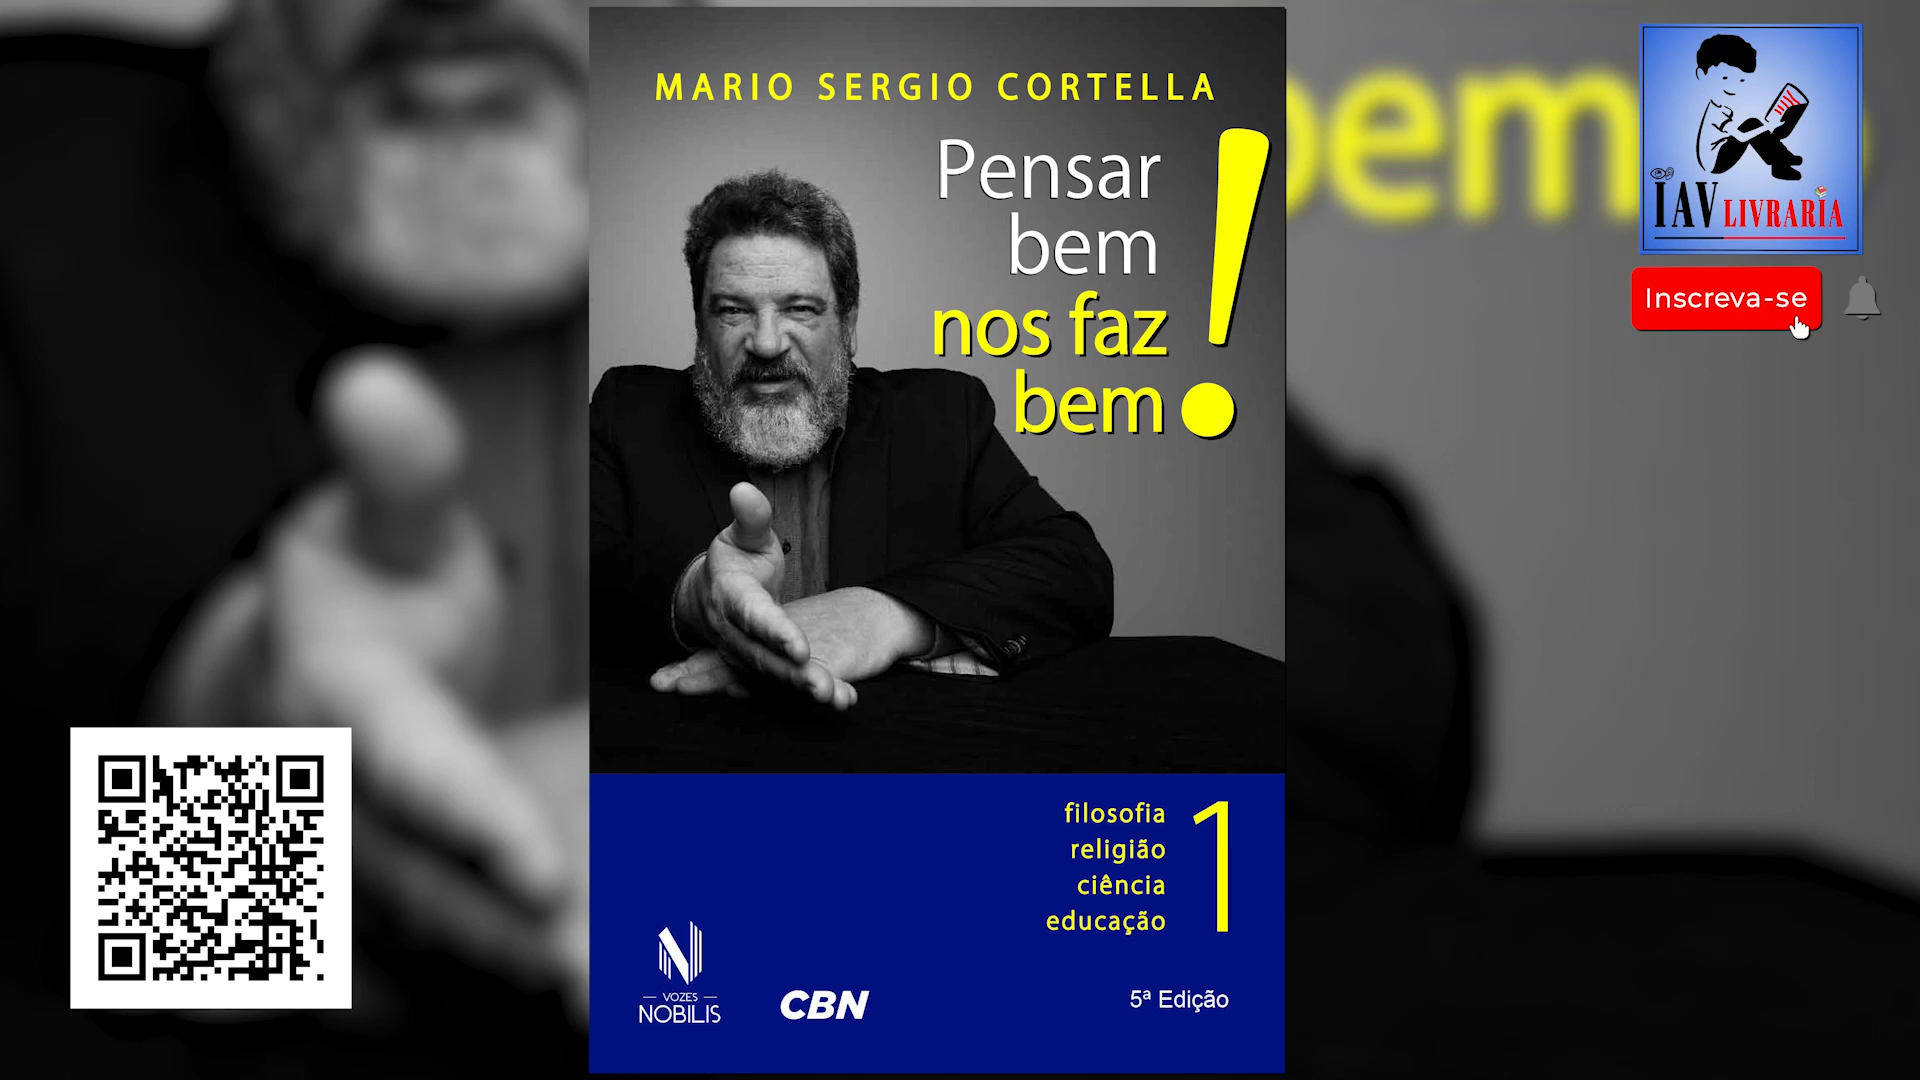 MARIO SERGIO CORTELLA
Pensar
bem
nos faz
bem!
filosofia
religião
ciência
educação
1
VOZES
NOBILIS
CBN
5ª Edição
bem
IAV LIVRARIA
Inscreva-se